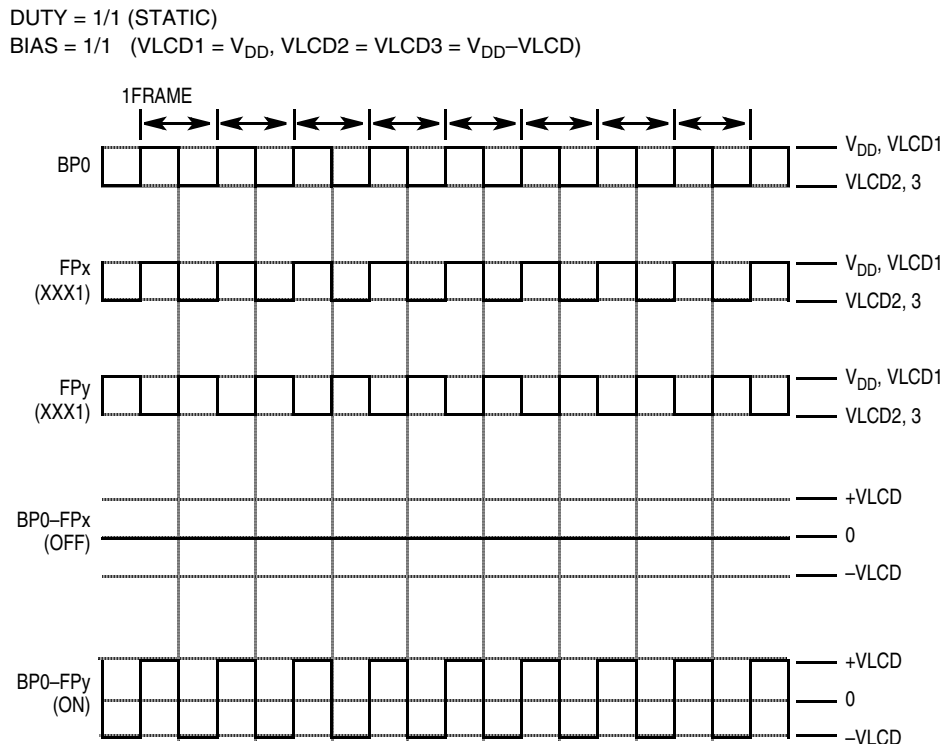 DUTY = 1/1 (STATIC)
BIAS = 1/1 (VLCD1 = VDD, VLCD2 = VLCD3 = VDD–VLCD)
1FRAME
BP0
VDD, VLCD1
VLCD2, 3
FPx
(XXX1)
VDD, VLCD1
VLCD2, 3
FPy
(XXX1)
VDD, VLCD1
VLCD2, 3
BP0–FPx
(OFF)
+VLCD
0
–VLCD
BP0–FPy
(ON)
+VLCD
0
–VLCD